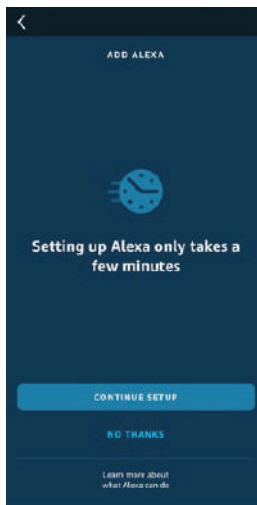 ADD ALEXA
Setting up Alexa only takes a
few minutes
CONTINUE SETUP
NO THANKS
Learn more about
what Alexa can do